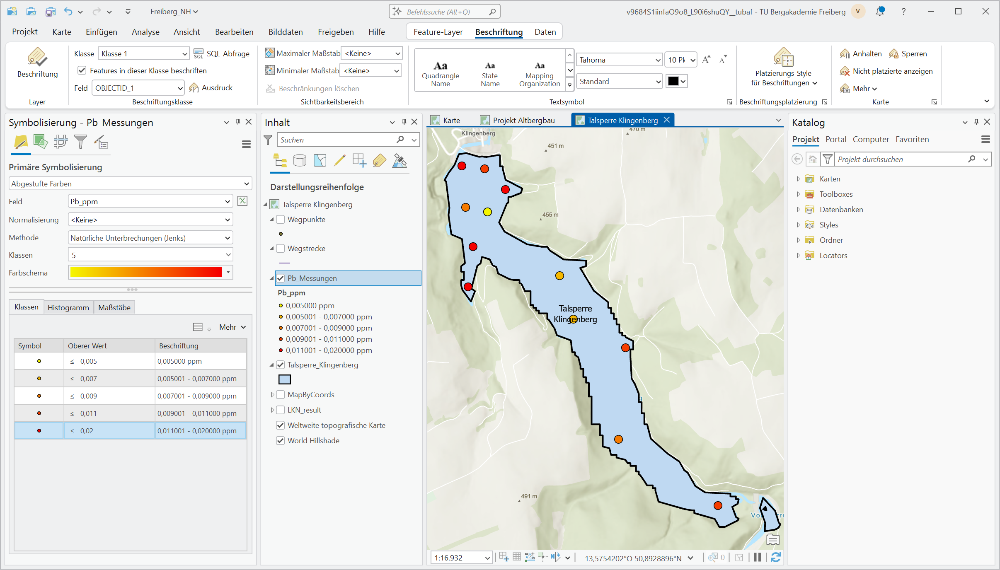 Freiberg_NH
Befehlssuche (Alt+Q)
v9684S1iinfaO9o8_L90i6shuQY__tubaf - TU Bergakademie Freiberg
V
?
Projekt
Karte
Einfügen
Analyse
Ansicht
Bearbeiten
Bilddaten
Freigeben
Hilfe
Feature-Layer
Beschriftung
Daten
Beschriftung
Layer
Klasse
Klasse 1
SQL
SQL-Abfrage
Features in dieser Klasse beschriften
Feld
OBJECTID_1
Ausdruck
Beschriftungsklasse
Maximaler Maßstab
<Keine>
Minimaler Maßstab
<Keine>
Beschränkungen löschen
Sichtbarkeitsbereich
Aa
Quadrangle
Name
Aa
State
Name
Aa
Mapping
Organization
Tahoma
10 Pk
Standard
Textsymbol
Platzierungs-Style
für Beschriftungen
Beschriftungsplatzierung
Anhalten
Sperren
Nicht platzierte anzeigen
Mehr
Karte
Symbolisierung - Pb_Messungen
Primäre Symbolisierung
Abgestufte Farben
Feld
Pb_ppm
Normalisierung
<Keine>
Methode
Natürliche Unterbrechungen (Jenks)
Klassen
5
Farbschema
Klassen
Histogramm
Maßstäbe
Mehr
Symbol
Oberer Wert
Beschriftung
≤ 0,005
0,005000 ppm
≤ 0,007
0,005001 - 0,007000 ppm
≤ 0,009
0,007001 - 0,009000 ppm
≤ 0,011
0,009001 - 0,011000 ppm
≤ 0,02
0,011001 - 0,020000 ppm
Inhalt
Suchen
Darstellungsreihenfolge
Talsperre Klingenberg
Wegpunkte
Wegstrecke
Pb_Messungen
Pb_ppm
0,005000 ppm
0,005001 - 0,007000 ppm
0,007001 - 0,009000 ppm
0,009001 - 0,011000 ppm
0,011001 - 0,020000 ppm
Talsperre_Klingenberg
MapByCoords
LKN_result
Weltweite topografische Karte
World Hillshade
Karte
Projekt Altbergbau
Talsperre Klingenberg
Klingenberg
470 m
451 m
455 m
Talsperre
Klingenberg
491 m
1:16.932
N
13,5754202°O 50,8928896°N
0
Katalog
Projekt
Portal
Computer
Favoriten
Projekt durchsuchen
Karten
Toolboxes
Datenbanken
Styles
Ordner
Locators